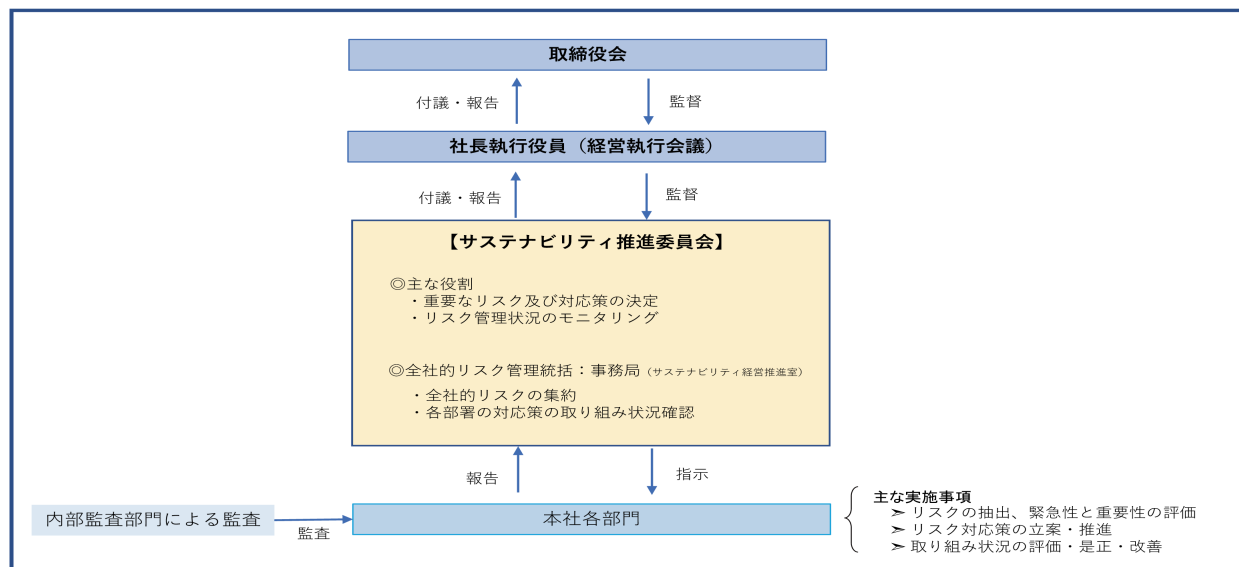 取締役会
付議・報告
監督
社長執行役員（経営執行会議）
付議・報告
監督
【サステナビリティ推進委員会】
◎主な役割
・重要なリスク及び対応策の決定
・リスク管理状況のモニタリング
◎全社的リスク管理統括：事務局（サステナビリティ経営推進室）
・全社的リスクの集約
・各部署の対応策の取り組み状況確認
報告
指示
内部監査部門による監査
監査
本社各部門
主な実施事項
➢ リスクの抽出、緊急性と重要性の評価
➢ リスク対応策の立案・推進
➢ 取り組み状況の評価・是正・改善